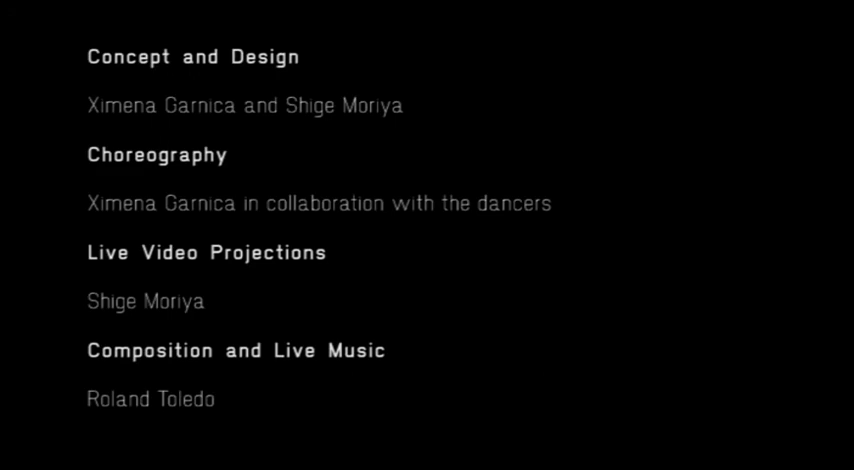 Concept and Design
Ximena Garnica and Shige Moriya
Choreography
Ximena Garnica in collaboration with the dancers
Live Video Projections
Shige Moriya
Composition and Live Music
Roland Toledo